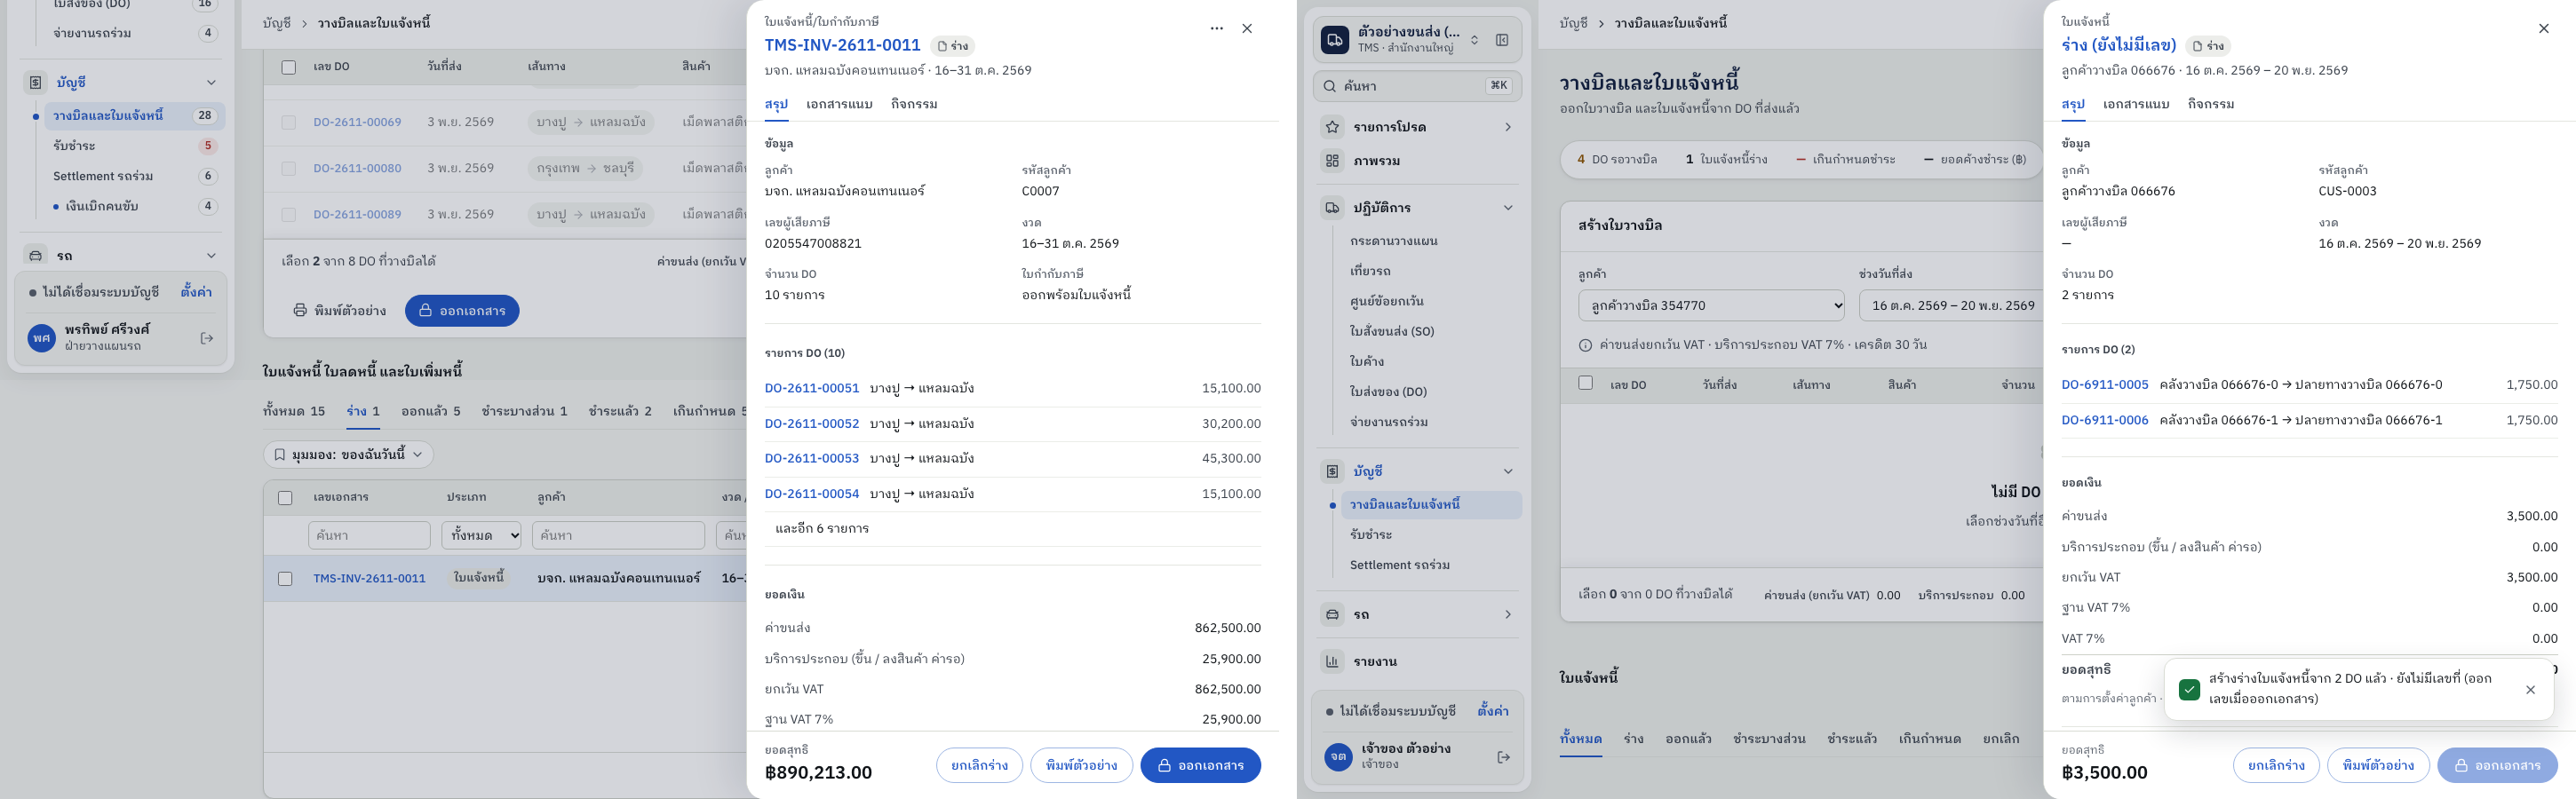 ใบส่งของ (DO) 16
จ่ายงานรถร่วม 4
บัญชี
วางบิลและใบแจ้งหนี้ 28
รับชำระ 5
Settlement รถร่วม 6
เงินเบิกคนขับ 4
รถ
ไม่ได้เชื่อมระบบบัญชี ตั้งค่า
พศ พรทิพย์ ศรีวงศ์
ฝ่ายวางแผนรถ
บัญชี > วางบิลและใบแจ้งหนี้
เลข DO วันที่ส่ง เส้นทาง สินค้า
DO-2611-00069 3 พ.ย. 2569 บางปู → แหลมฉบัง
DO-2611-00080 3 พ.ย. 2569 กรุงเทพ → ชลบุรี
DO-2611-00089 3 พ.ย. 2569 บางปู → แหลมฉบัง
เลือก 2 จาก 8 DO ที่วางบิลได้ ค่าขนส่ง (ยกเว้น
พิมพ์ตัวอย่าง ออกเอกสาร
ใบแจ้งหนี้ ใบลดหนี้ และใบเพิ่มหนี้
ทั้งหมด 15 ร่าง 1 ออกแล้ว 5 ชำระบางส่วน 1 ชำระแล้ว 2 เกินกำหนด
มุมมอง: ของฉันวันนี้
เลขเอกสาร ประเภท ลูกค้า งวด /
ค้นหา ทั้งหมด ค้นหา
TMS-INV-2611-0011 ใบแจ้งหนี้ บจก. แหลมฉบังคอนเทนเนอร์
ใบแจ้งหนี้/ใบกำกับภาษี
TMS-INV-2611-0011 ร่าง
บจก. แหลมฉบังคอนเทนเนอร์ · 16–31 ต.ค. 2569
สรุป เอกสารแนบ กิจกรรม
ข้อมูล
ลูกค้า รหัสลูกค้า
บจก. แหลมฉบังคอนเทนเนอร์ C0007
เลขผู้เสียภาษี งวด
0205547008821 16–31 ต.ค. 2569
จำนวน DO ใบกำกับภาษี
10 รายการ ออกพร้อมใบแจ้งหนี้
รายการ DO (10)
DO-2611-00051 บางปู → แหลมฉบัง 15,100.00
DO-2611-00052 บางปู → แหลมฉบัง 30,200.00
DO-2611-00053 บางปู → แหลมฉบัง 45,300.00
DO-2611-00054 บางปู → แหลมฉบัง 15,100.00
และอีก 6 รายการ
ยอดเงิน
ค่าขนส่ง 862,500.00
บริการประกอบ (ขึ้น / ลงสินค้า ค่ารอ) 25,900.00
ยกเว้น VAT 862,500.00
ฐาน VAT 7% 25,900.00
ยอดสุทธิ
฿890,213.00 ยกเลิกร่าง พิมพ์ตัวอย่าง ออกเอกสาร
ตัวอย่างขนส่ง (...
TMS · สำนักงานใหญ่
ค้นหา ⌘K
รายการโปรด
ภาพรวม
ปฏิบัติการ
กระดานวางแผน
เที่ยวรถ
ศูนย์ข้อยกเว้น
ใบสั่งขนส่ง (SO)
ใบค้าง
ใบส่งของ (DO)
จ่ายงานรถร่วม
บัญชี
วางบิลและใบแจ้งหนี้
รับชำระ
Settlement รถร่วม
รถ
รายงาน
ไม่ได้เชื่อมระบบบัญชี ตั้งค่า
จต เจ้าของ ตัวอย่าง
เจ้าของ
บัญชี > วางบิลและใบแจ้งหนี้
วางบิลและใบแจ้งหนี้
ออกใบวางบิล และใบแจ้งหนี้จาก DO ที่ส่งแล้ว
4 DO รอวางบิล 1 ใบแจ้งหนี้ร่าง — เกินกำหนดชำระ — ยอดค้างชำระ (฿)
สร้างใบวางบิล
ลูกค้า ช่วงวันที่ส่ง
ลูกค้าวางบิล 354770 16 ต.ค. 2569 – 20 พ.ย. 2569
ค่าขนส่งยกเว้น VAT · บริการประกอบ VAT 7% · เครดิต 30 วัน
เลข DO วันที่ส่ง เส้นทาง สินค้า จำนวน
ไม่มี DO
เลือกช่วงวันที่
เลือก 0 จาก 0 DO ที่วางบิลได้ ค่าขนส่ง (ยกเว้น VAT) 0.00 บริการประกอบ 0.00
ใบแจ้งหนี้
ทั้งหมด ร่าง ออกแล้ว ชำระบางส่วน ชำระแล้ว เกินกำหนด ยกเลิก
ใบแจ้งหนี้
ร่าง (ยังไม่มีเลข) ร่าง
ลูกค้าวางบิล 066676 · 16 ต.ค. 2569 – 20 พ.ย. 2569
สรุป เอกสารแนบ กิจกรรม
ข้อมูล
ลูกค้า รหัสลูกค้า
ลูกค้าวางบิล 066676 CUS-0003
เลขผู้เสียภาษี งวด
— 16 ต.ค. 2569 – 20 พ.ย. 2569
จำนวน DO
2 รายการ
รายการ DO (2)
DO-6911-0005 คลังวางบิล 066676-0 → ปลายทางวางบิล 066676-0 1,750.00
DO-6911-0006 คลังวางบิล 066676-1 → ปลายทางวางบิล 066676-1 1,750.00
ยอดเงิน
ค่าขนส่ง 3,500.00
บริการประกอบ (ขึ้น / ลงสินค้า ค่ารอ) 0.00
ยกเว้น VAT 3,500.00
ฐาน VAT 7% 0.00
VAT 7% 0.00
ยอดสุทธิ
ตามการตั้งค่าลูกค้า ·
สร้างร่างใบแจ้งหนี้จาก 2 DO แล้ว · ยังไม่มีเลขที่ (ออก
เลขเมื่อออกเอกสาร)
ยอดสุทธิ
฿3,500.00 ยกเลิกร่าง พิมพ์ตัวอย่าง ออกเอกสาร